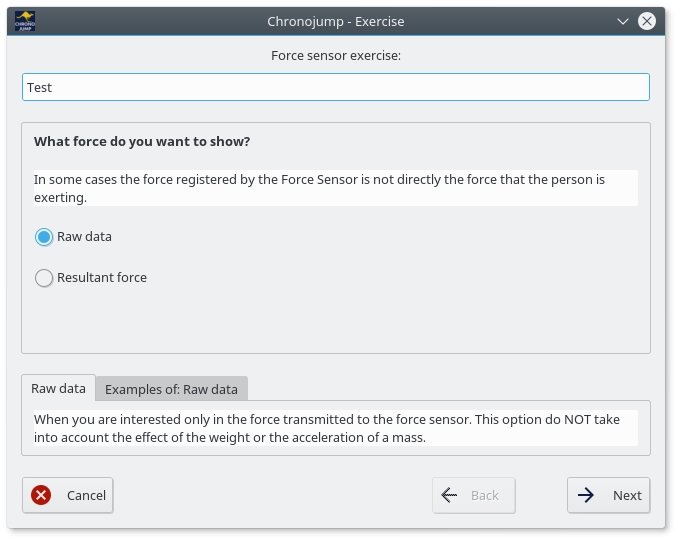 CHRONO
JUMP
Chronojump - Exercise
Force sensor exercise:
Test
What force do you want to show?
In some cases the force registered by the Force Sensor is not directly the force that the person is
exerting.
Raw data
Resultant force
Raw data
Examples of: Raw data
When you are interested only in the force transmitted to the force sensor. This option do NOT take
into account the effect of the weight or the acceleration of a mass.
Cancel
Back
Next